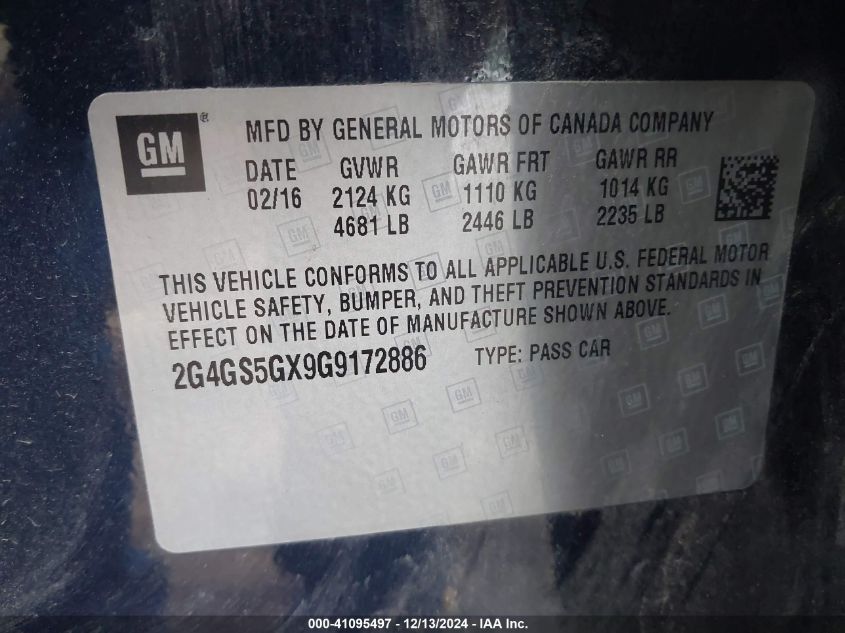 GM ®
MFD BY GENERAL MOTORS OF CANADA COMPANY
DATE GVWR GAWR FRT GAWR RR
02/16 2124 KG 1110 KG 1014 KG
4681 LB 2446 LB 2235 LB
THIS VEHICLE CONFORMS TO ALL APPLICABLE U.S. FEDERAL MOTOR
VEHICLE SAFETY, BUMPER, AND THEFT PREVENTION STANDARDS IN
EFFECT ON THE DATE OF MANUFACTURE SHOWN ABOVE.
2G4GS5GX9G9172886 TYPE: PASS CAR
000-41095497 - 12/13/2024 - IAA Inc.